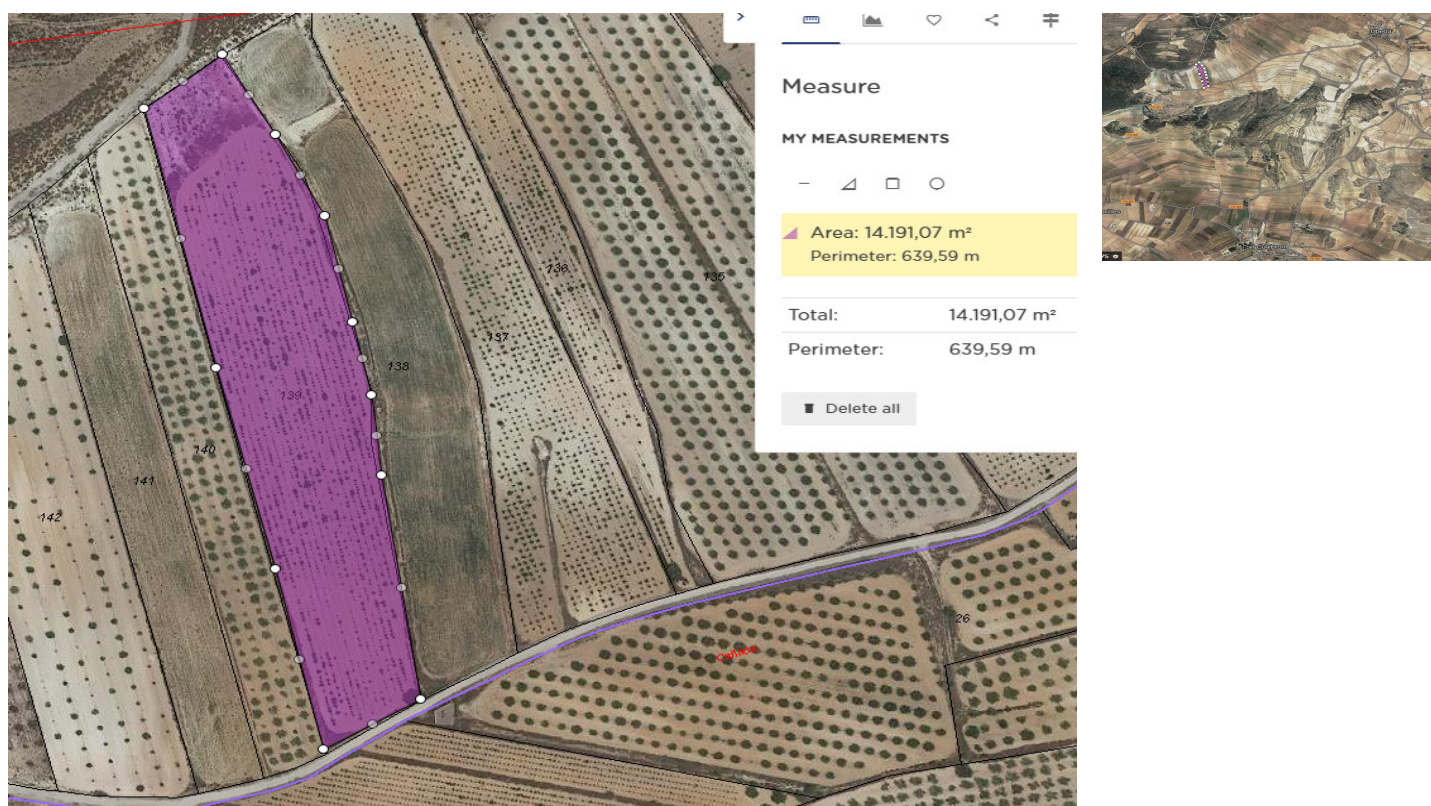 Measure
MY MEASUREMENTS
Area: 14.191,07 m²
Perimeter: 639,59 m
Total: 14.191,07 m²
Perimeter: 639,59 m
Delete all
135
136
137
138
139
140
141
142
26
Cañada